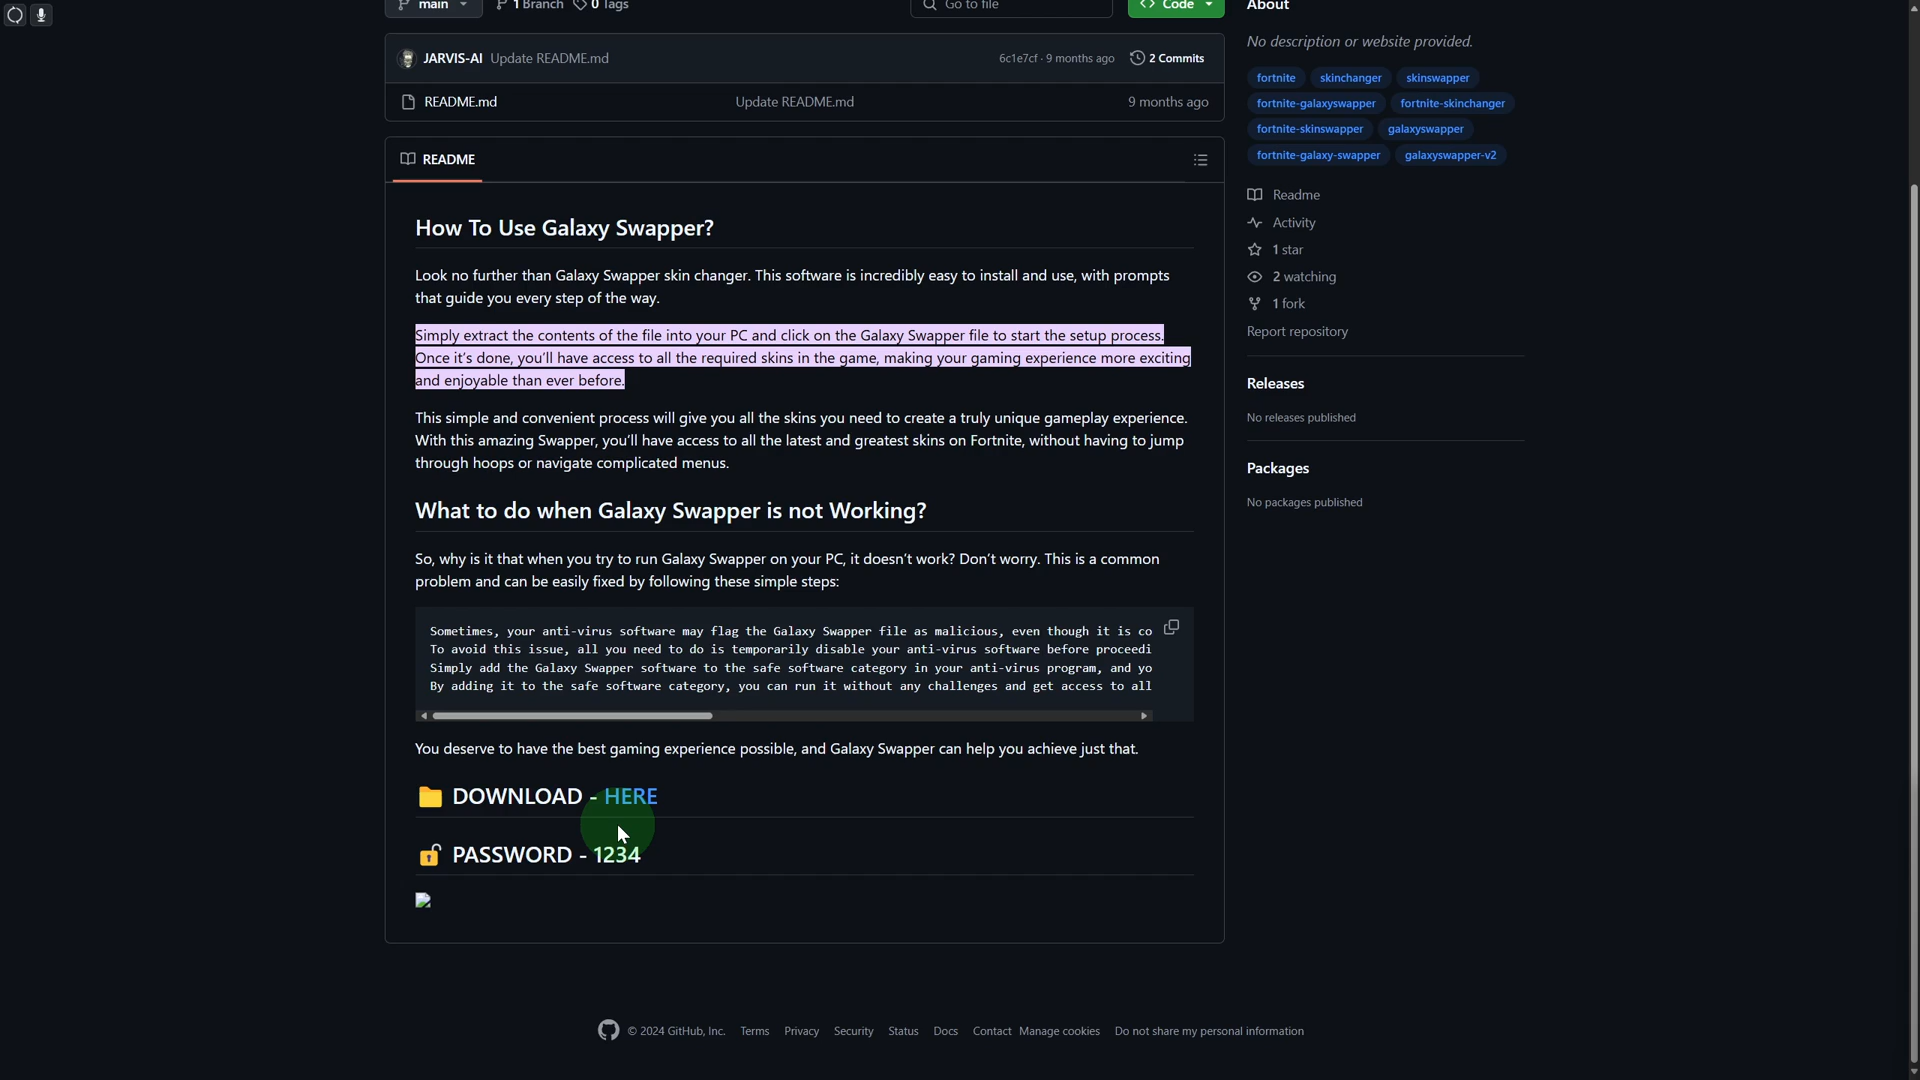 main
1 Branch
0 Tags
Go to file
Code
About
JARVIS-AI Update README.md
6c1e7cf · 9 months ago
2 Commits
README.md
Update README.md
9 months ago
No description or website provided.
fortnite skinchanger skinswapper
fortnite-galaxyswapper fortnite-skinchanger
fortnite-skinswapper galaxyswapper
fortnite-galaxy-swapper galaxyswapper-v2
README
Readme
Activity
1 star
2 watching
1 fork
Report repository
Releases
No releases published
Packages
No packages published
How To Use Galaxy Swapper?
Look no further than Galaxy Swapper skin changer. This software is incredibly easy to install and use, with prompts
that guide you every step of the way.
Simply extract the contents of the file into your PC and click on the Galaxy Swapper file to start the setup process.
Once it's done, you'll have access to all the required skins in the game, making your gaming experience more exciting
and enjoyable than ever before.
This simple and convenient process will give you all the skins you need to create a truly unique gameplay experience.
With this amazing Swapper, you'll have access to all the latest and greatest skins on Fortnite, without having to jump
through hoops or navigate complicated menus.
What to do when Galaxy Swapper is not Working?
So, why is it that when you try to run Galaxy Swapper on your PC, it doesn't work? Don't worry. This is a common
problem and can be easily fixed by following these simple steps:
Sometimes, your anti-virus software may flag the Galaxy Swapper file as malicious, even though it is co
To avoid this issue, all you need to do is temporarily disable your anti-virus software before proceedi
Simply add the Galaxy Swapper software to the safe software category in your anti-virus program, and yo
By adding it to the safe software category, you can run it without any challenges and get access to all
You deserve to have the best gaming experience possible, and Galaxy Swapper can help you achieve just that.
DOWNLOAD - HERE
PASSWORD - 1234
© 2024 GitHub, Inc. Terms Privacy Security Status Docs Contact Manage cookies Do not share my personal information